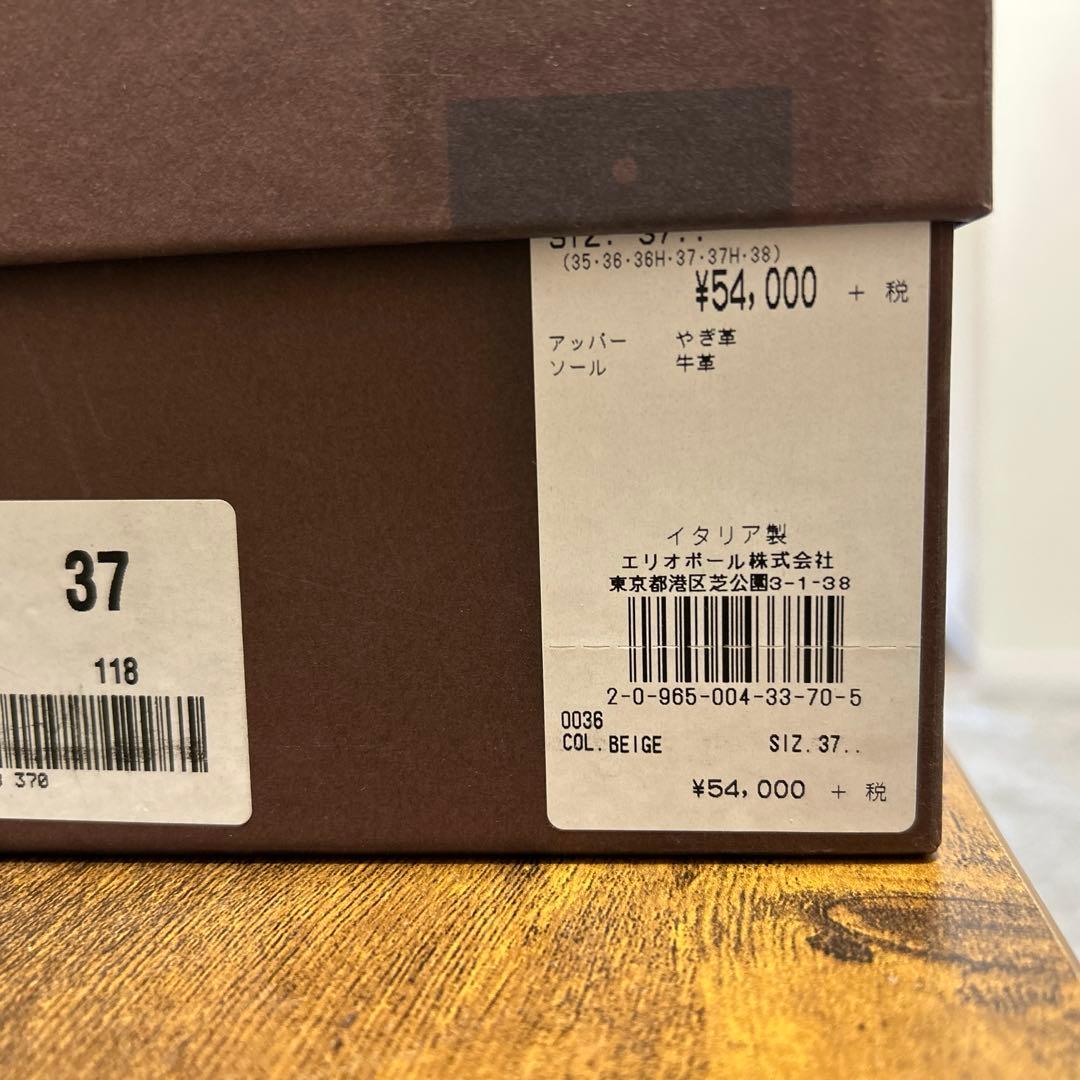 SIZ. 37..
(35·36·36H·37·37H·38)
¥54,000 + 税
アッパー やぎ革
ソール 牛革
イタリア製
エリオポール株式会社
東京都港区芝公園3-1-38
2-0-965-004-33-70-5
0036
COL. BEIGE SIZ. 37..
¥54,000 + 税
37
118
370